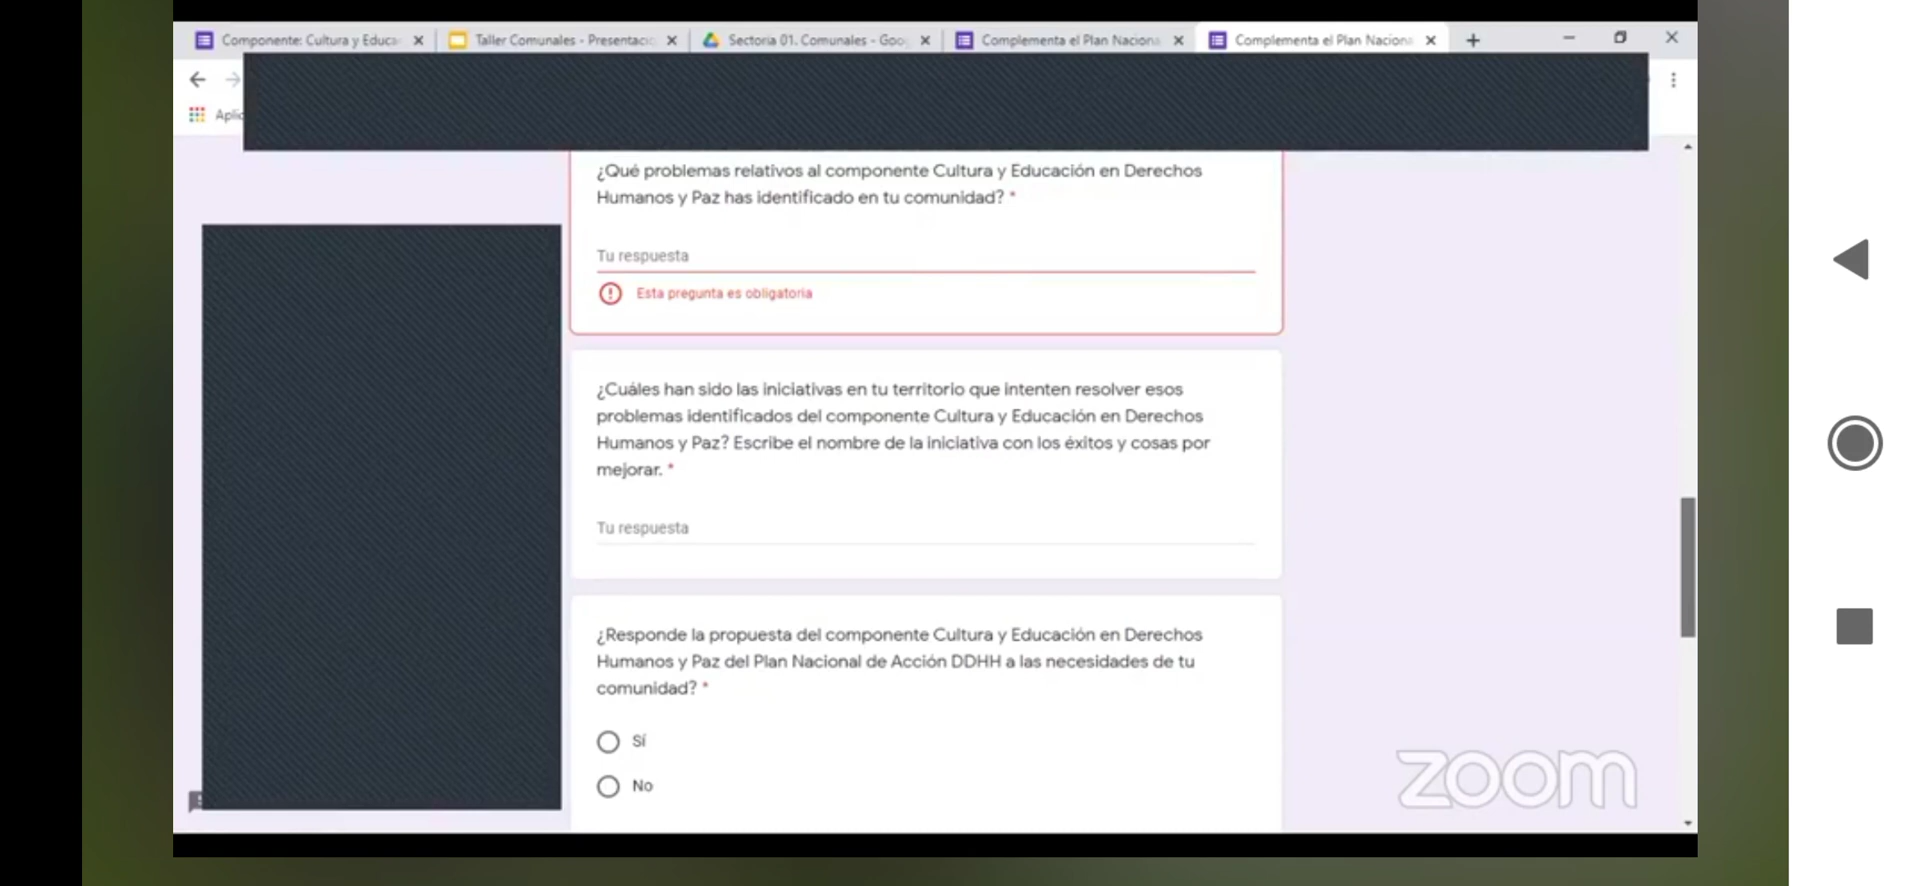 Componente: Cultura y Educa
Taller Comunales - Presentació
Sectoria 01. Comunales - Goo
Complementa el Plan Naciona
Complementa el Plan Naciona
Aplic
¿Qué problemas relativos al componente Cultura y Educación en Derechos
Humanos y Paz has identificado en tu comunidad? *
Tu respuesta
Esta pregunta es obligatoria
¿Cuáles han sido las iniciativas en tu territorio que intenten resolver esos
problemas identificados del componente Cultura y Educación en Derechos
Humanos y Paz? Escribe el nombre de la iniciativa con los éxitos y cosas por
mejorar. *
Tu respuesta
¿Responde la propuesta del componente Cultura y Educación en Derechos
Humanos y Paz del Plan Nacional de Acción DDHH a las necesidades de tu
comunidad? *
Sí
No
zoom